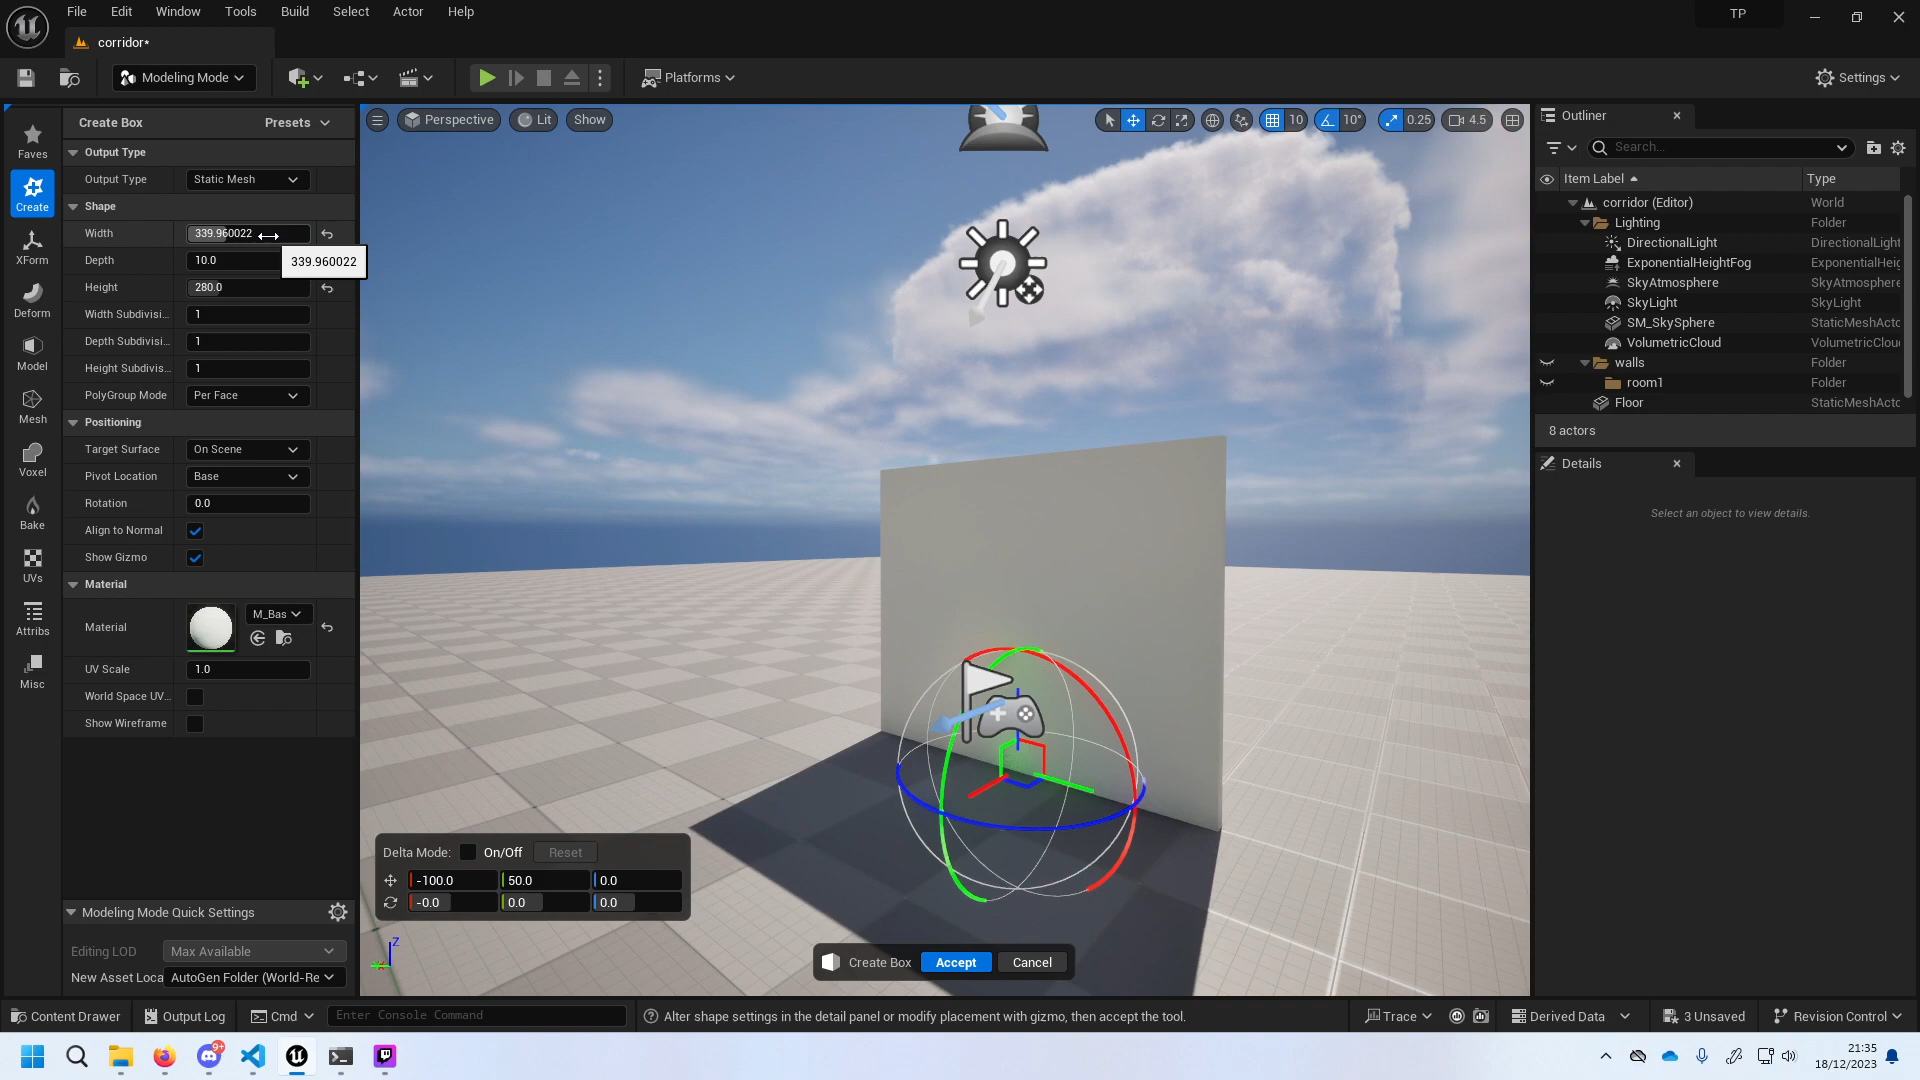 File Edit Window Tools Build Select Actor Help
TP
corridor*
Modeling Mode
Platforms
Settings
Create Box
Presets
Perspective
Lit
Show
10
10°
0.25
4.5
Outliner
Search...
Item Label
Type
corridor (Editor) World
Lighting Folder
DirectionalLight DirectionalLight
ExponentialHeightFog ExponentialHeig
SkyAtmosphere SkyAtmosphere
SkyLight SkyLight
SM_SkySphere StaticMeshActo
VolumetricCloud VolumetricCloud
walls Folder
room1 Folder
Floor StaticMeshActo
8 actors
Details
Select an object to view details.
Faves
Create
XForm
Deform
Model
Mesh
Voxel
Bake
UVs
Attribs
Misc
Output Type
Output Type Static Mesh
Shape
Width 339.960022
339.960022
Depth 10.0
Height 280.0
Width Subdivisi... 1
Depth Subdivisi... 1
Height Subdivis... 1
PolyGroup Mode Per Face
Positioning
Target Surface On Scene
Pivot Location Base
Rotation 0.0
Align to Normal
Show Gizmo
Material
Material M_Bas
UV Scale 1.0
World Space UV...
Show Wireframe
Modeling Mode Quick Settings
Editing LOD Max Available
New Asset Loca AutoGen Folder (World-Re
Delta Mode: On/Off Reset
-100.0 50.0 0.0
-0.0 0.0 0.0
Z
Create Box Accept Cancel
Content Drawer
Output Log
Cmd
Enter Console Command
Alter shape settings in the detail panel or modify placement with gizmo, then accept the tool.
Trace
Derived Data
3 Unsaved
Revision Control
9+
21:35
18/12/2023